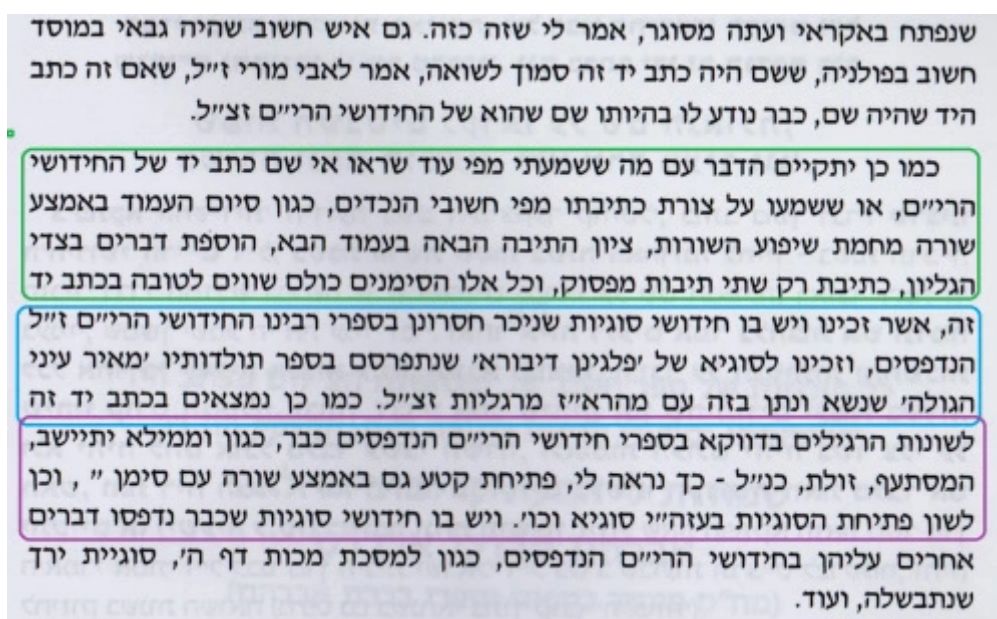 שנפתח באקראי ועתה מסוגר, אמר לי שזה כזה. גם איש חשוב שהיה גבאי במוסד
חשוב בפולניה, ששם היה כתב יד זה סמוך לשואה, אמר לאבי מורי ז״ל, שאם זה כתב
היד שהיה שם, כבר נודע לו בהיותו שם שהוא של החידושי הרי״ם זצ״ל.
כמו כן יתקיים הדבר עם מה ששמעתי מפי עוד שראו אי שם כתב יד של החידושי
הרי״ם, או ששמעו על צורת כתיבתו מפי חשובי הנכדים, כגון סיום העמוד באמצע
שורה מחמת שיפוע השורות, ציון התיבה הבאה בעמוד הבא, הוספת דברים בצדי
הגליון, כתיבת רק שתי תיבות מפסוק, וכל אלו הסימנים כולם שווים לטובה בכתב יד
זה, אשר זכינו ויש בו חידושי סוגיות שניכר חסרונן בספרי רבינו החידושי הרי״ם ז״ל
הנדפסים, וזכינו לסוגיא של ׳פלגינן דיבורא׳ שנתפרסם בספר תולדותיו ׳מאיר עיני
הגולה׳ שנשא ונתן בזה עם מהרא״ז מרגליות זצ״ל. כמו כן נמצאים בכתב יד זה
לשונות הרגילים בדווקא בספרי חידושי הרי״ם הנדפסים כבר, כגון וממילא יתיישב,
המסתעף, זולת, כנ״ל - כך נראה לי, פתיחת קטע גם באמצע שורה עם סימן ״ , וכן
לשון פתיחת הסוגיות בעזה״י סוגיא וכו׳. ויש בו חידושי סוגיות שכבר נדפסו דברים
אחרים עליהן בחידושי הרי״ם הנדפסים, כגון למסכת מכות דף ה׳, סוגיית ירך
שנתבשלה, ועוד.